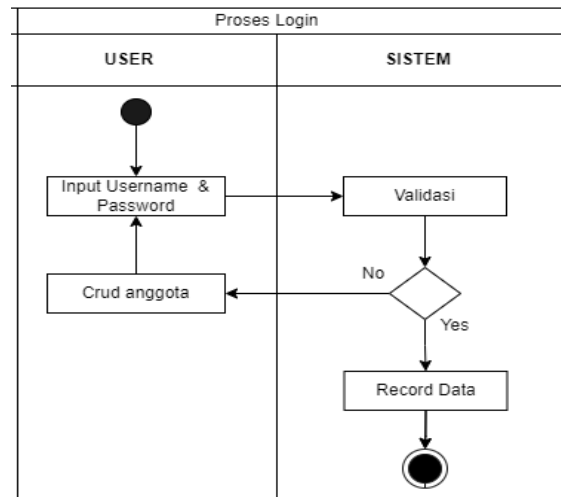 Proses Login
USER
SISTEM
Input Username &
Password
Validasi
Crud anggota
No
Yes
Record Data